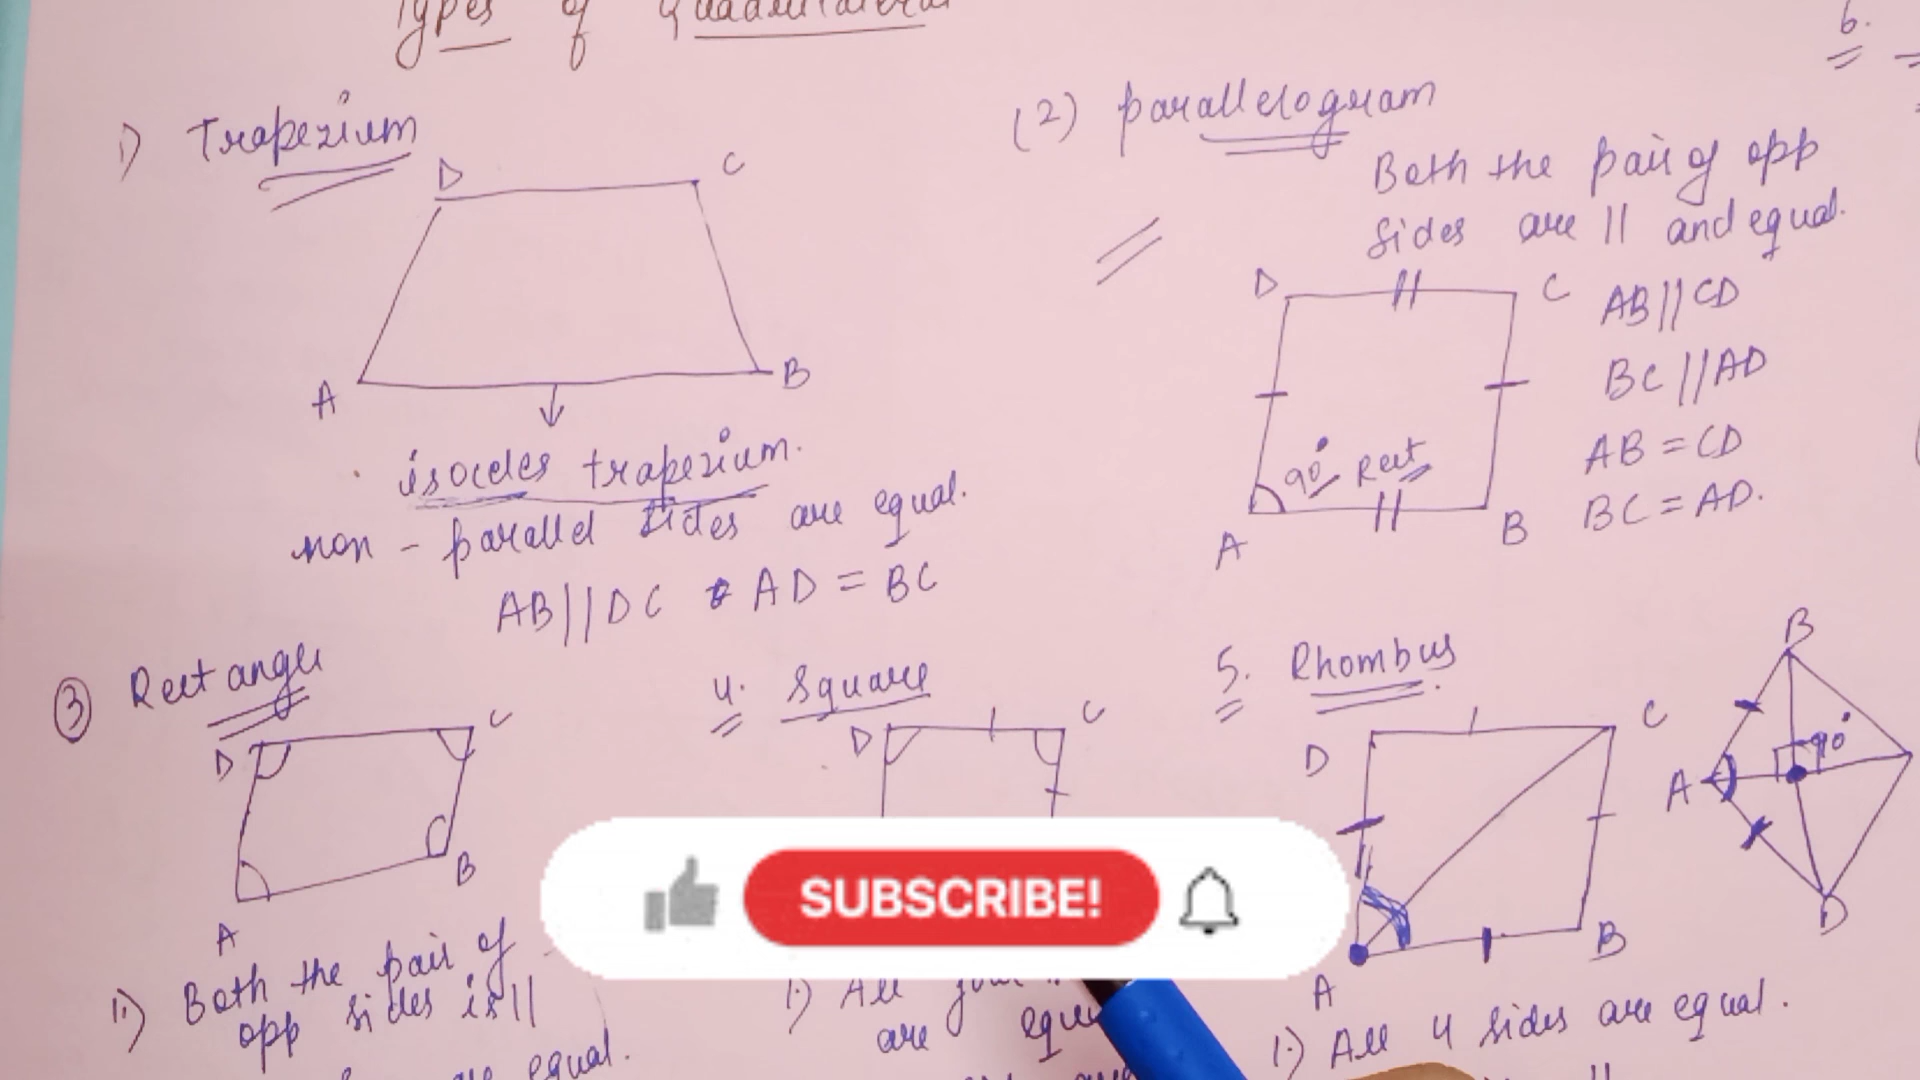 Types of Quadrilateral
6.
1) Trapezium
D C
A B
isoceles trapezium.
non - parallel sides are equal.
AB || DC AD = BC
(2) parallelogram
Both the pair of opp
sides are || and equal.
D C
AB || CD
BC || AD
AB = CD
BC = AD.
90° Rect
A B
③ Rectangle
D C
A B
1.) Both the pair of
opp sides is ||
are equal.
4. Square
D C
SUBSCRIBE!
1.) All four
are equal
5. Rhombus
D C
A B
B
A 90°
D
1.) All 4 sides are equal.